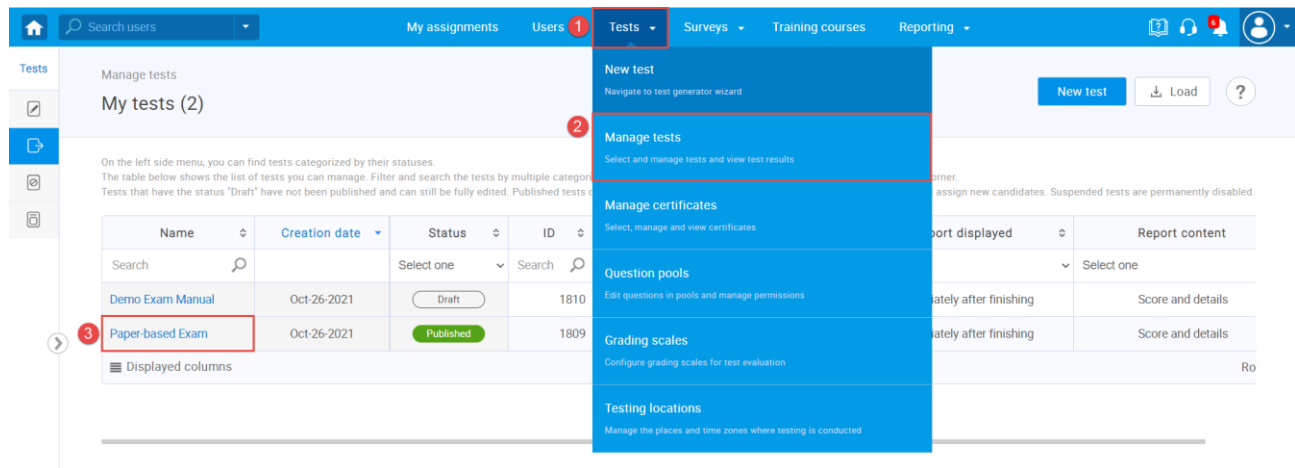 Search users
My assignments
Users
1
Tests
Surveys
Training courses
Reporting
6
Tests
Manage tests
My tests (2)
New test
Load
?
New test
Navigate to test generator wizard
2
Manage tests
Select and manage tests and view test results
Manage certificates
Select, manage and view certificates
Question pools
Edit questions in pools and manage permissions
Grading scales
Configure grading scales for test evaluation
Testing locations
Manage the places and time zones where testing is conducted
On the left side menu, you can find tests categorized by their statuses.
The table below shows the list of tests you can manage. Filter and search the tests by multiple categori orner.
Tests that have the status "Draft" have not been published and can still be fully edited. Published tests assign new candidates. Suspended tests are permanently disabled.
Name Creation date Status ID ort displayed Report content
Search Select one Search Select one
Demo Exam Manual Oct-26-2021 Draft 1810 iately after finishing Score and details
3 Paper-based Exam Oct-26-2021 Published 1809 iately after finishing Score and details
Displayed columns Ro